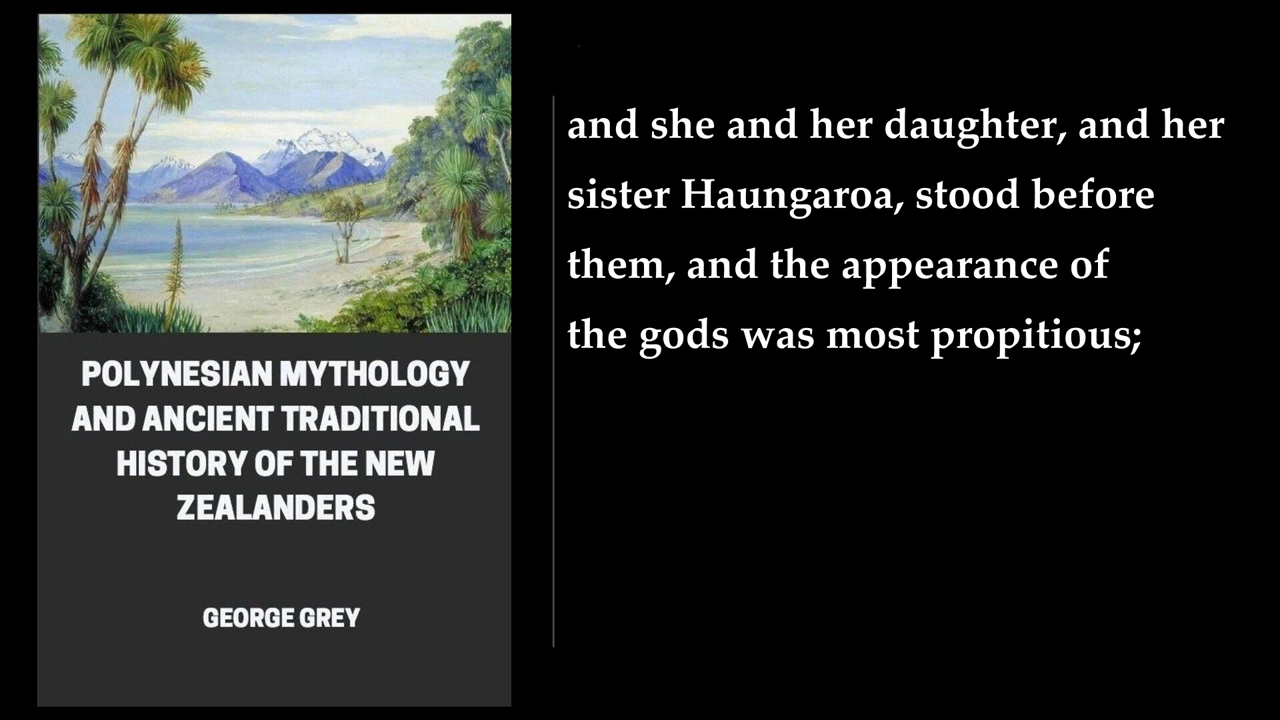 POLYNESIAN MYTHOLOGY
AND ANCIENT TRADITIONAL
HISTORY OF THE NEW
ZEALANDERS
GEORGE GREY
and she and her daughter, and her
sister Haungaroa, stood before
them, and the appearance of
the gods was most propitious;